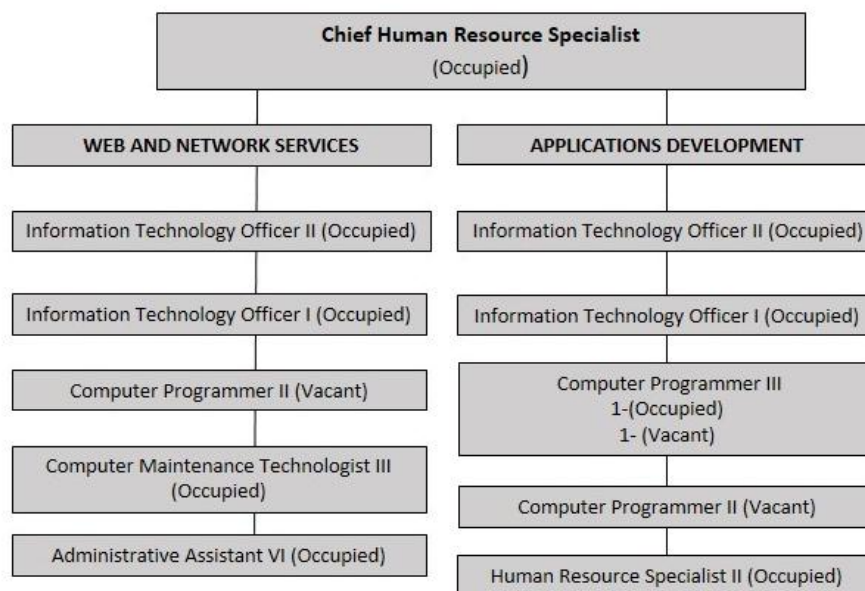 Chief Human Resource Specialist
(Occupied)
WEB AND NETWORK SERVICES
Information Technology Officer II (Occupied)
Information Technology Officer I (Occupied)
Computer Programmer II (Vacant)
Computer Maintenance Technologist III
(Occupied)
Administrative Assistant VI (Occupied)
APPLICATIONS DEVELOPMENT
Information Technology Officer II (Occupied)
Information Technology Officer I (Occupied)
Computer Programmer III
1-(Occupied)
1- (Vacant)
Computer Programmer II (Vacant)
Human Resource Specialist II (Occupied)